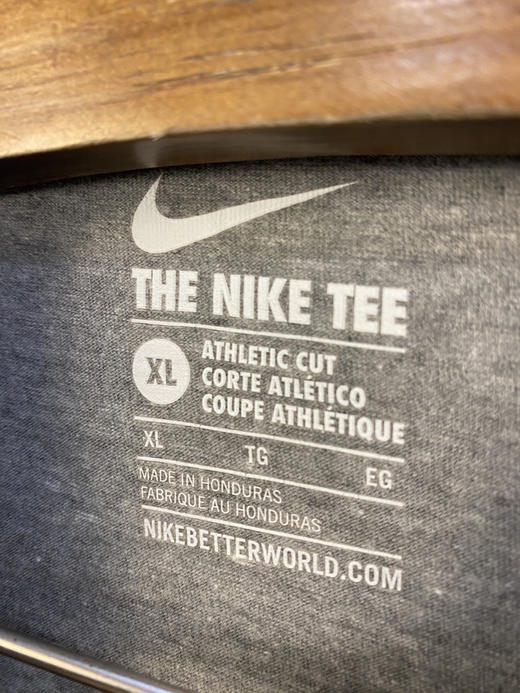 THE NIKE TEE
XL
ATHLETIC CUT
CORTE ATLÉTICO
COUPE ATHLÉTIQUE
XL TG EG
MADE IN HONDURAS
FABRIQUE AU HONDURAS
NIKEBETTERWORLD.COM